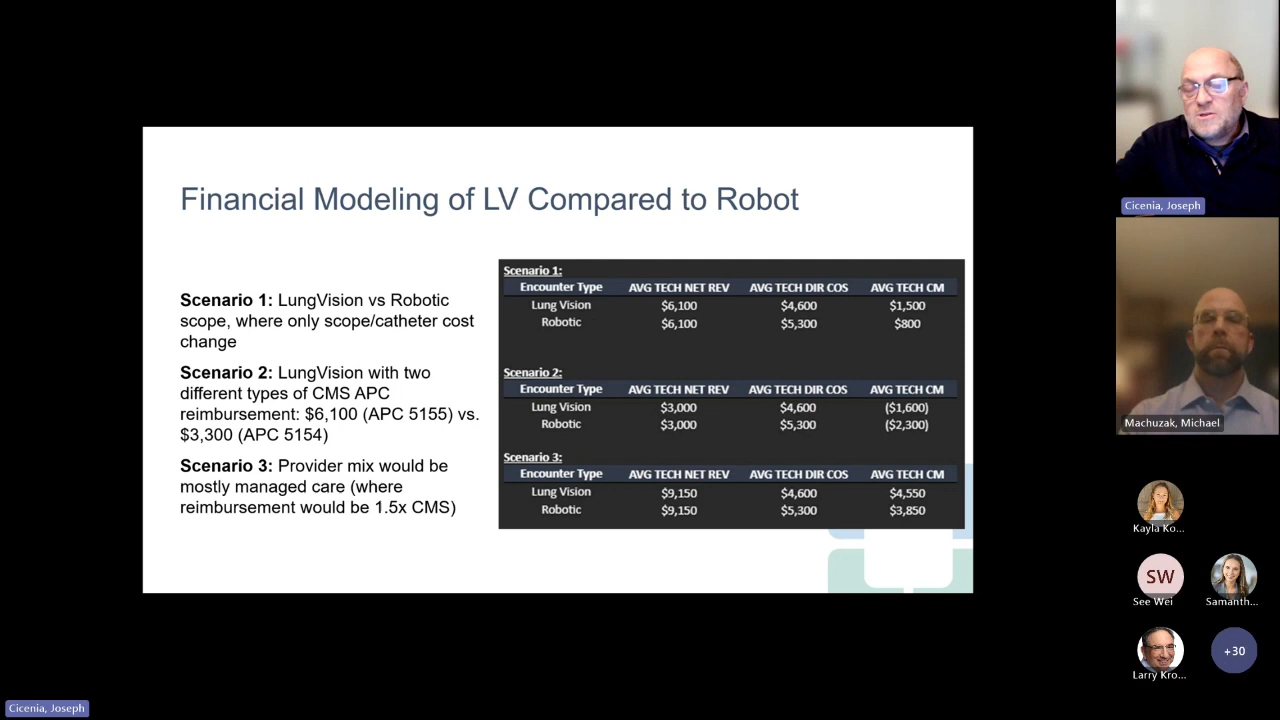 Financial Modeling of LV Compared to Robot
Scenario 1: LungVision vs Robotic
scope, where only scope/catheter cost
change
Scenario 2: LungVision with two
different types of CMS APC
reimbursement: $6,100 (APC 5155) vs.
$3,300 (APC 5154)
Scenario 3: Provider mix would be
mostly managed care (where
reimbursement would be 1.5x CMS)
Scenario 1:
Encounter Type AVG TECH NET REV AVG TECH DIR COS AVG TECH CM
Lung Vision $6,100 $4,600 $1,500
Robotic $6,100 $5,300 $800
Scenario 2:
Encounter Type AVG TECH NET REV AVG TECH DIR COS AVG TECH CM
Lung Vision $3,000 $4,600 ($1,600)
Robotic $3,000 $5,300 ($2,300)
Scenario 3:
Encounter Type AVG TECH NET REV AVG TECH DIR COS AVG TECH CM
Lung Vision $9,150 $4,600 $4,550
Robotic $9,150 $5,300 $3,850
Cicenia, Joseph
Machuzak, Michael
Kayla Ko...
SW
See Wei
Samanth...
Larry Kro...
+30
Cicenia, Joseph